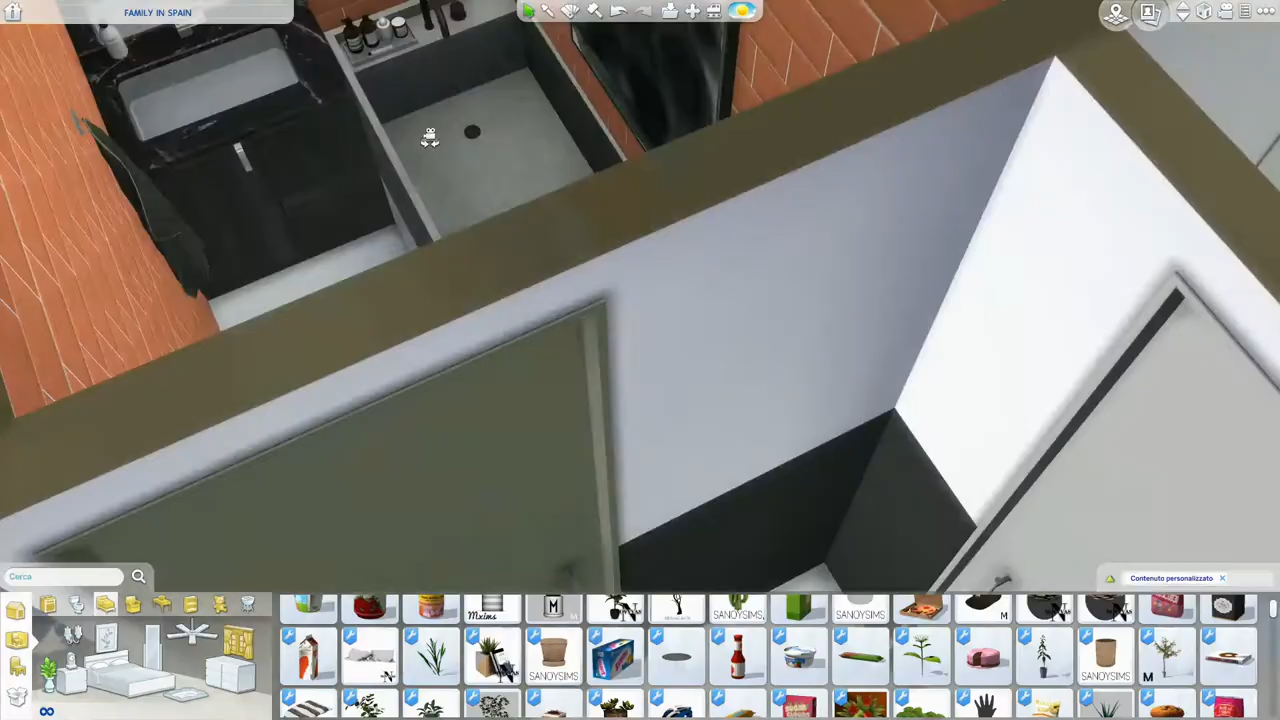 FAMILY IN SPAIN
Cerca
Contenuto personalizzato
Mxims
M
SANOYSIMS
SANOYSIMS
M
SANOYSIMS
M
SANOYSIMS